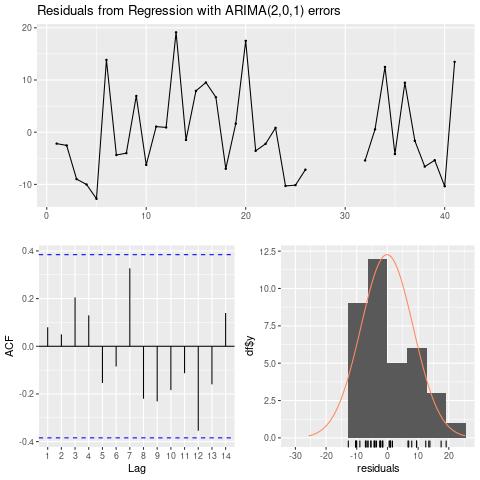 Residuals from Regression with ARIMA(2,0,1) errors
20
10
0
-10
0 10 20 30 40
0.4
0.2
0.0
-0.2
-0.4
ACF
1 2 3 4 5 6 7 8 9 10 11 12 13 14
Lag
12.5
10.0
7.5
5.0
2.5
0.0
df$y
-30 -20 -10 0 10 20
residuals